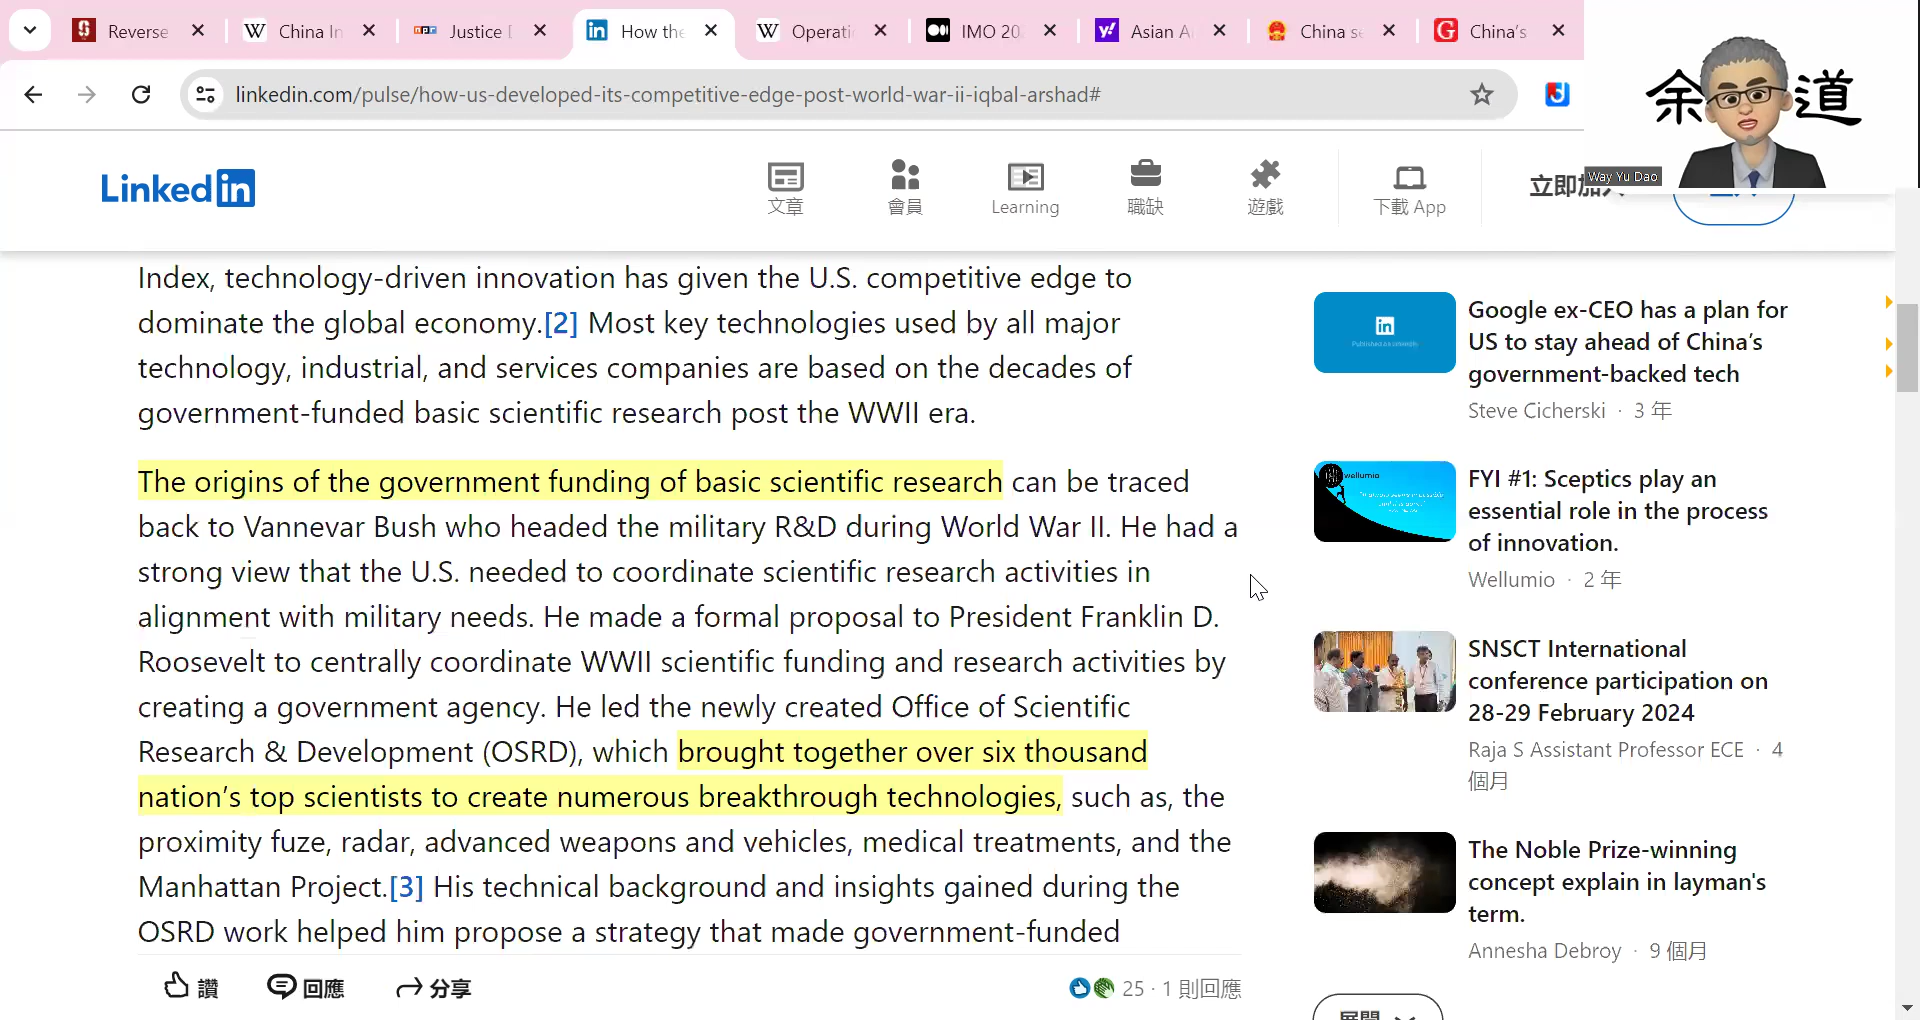 Reverse
China In
npr
Justice D
How the
Operati
IMO 20
Asian A
China se
China's
linkedin.com/pulse/how-us-developed-its-competitive-edge-post-world-war-ii-iqbal-arshad#
余道
Way Yu Dao
LinkedIn
文章
會員
Learning
職缺
遊戲
下載 App
立即加入
Index, technology-driven innovation has given the U.S. competitive edge to
dominate the global economy.[2] Most key technologies used by all major
technology, industrial, and services companies are based on the decades of
government-funded basic scientific research post the WWII era.
The origins of the government funding of basic scientific research can be traced
back to Vannevar Bush who headed the military R&D during World War II. He had a
strong view that the U.S. needed to coordinate scientific research activities in
alignment with military needs. He made a formal proposal to President Franklin D.
Roosevelt to centrally coordinate WWII scientific funding and research activities by
creating a government agency. He led the newly created Office of Scientific
Research & Development (OSRD), which brought together over six thousand
nation's top scientists to create numerous breakthrough technologies, such as, the
proximity fuze, radar, advanced weapons and vehicles, medical treatments, and the
Manhattan Project.[3] His technical background and insights gained during the
OSRD work helped him propose a strategy that made government-funded
讚
回應
分享
25 · 1 則回應
Google ex-CEO has a plan for
US to stay ahead of China's
government-backed tech
Steve Cicherski · 3 年
wellumio
FYI #1: Sceptics play an
essential role in the process
of innovation.
Wellumio · 2 年
SNSCT International
conference participation on
28-29 February 2024
Raja S Assistant Professor ECE · 4
個月
The Noble Prize-winning
concept explain in layman's
term.
Annesha Debroy · 9 個月
展開